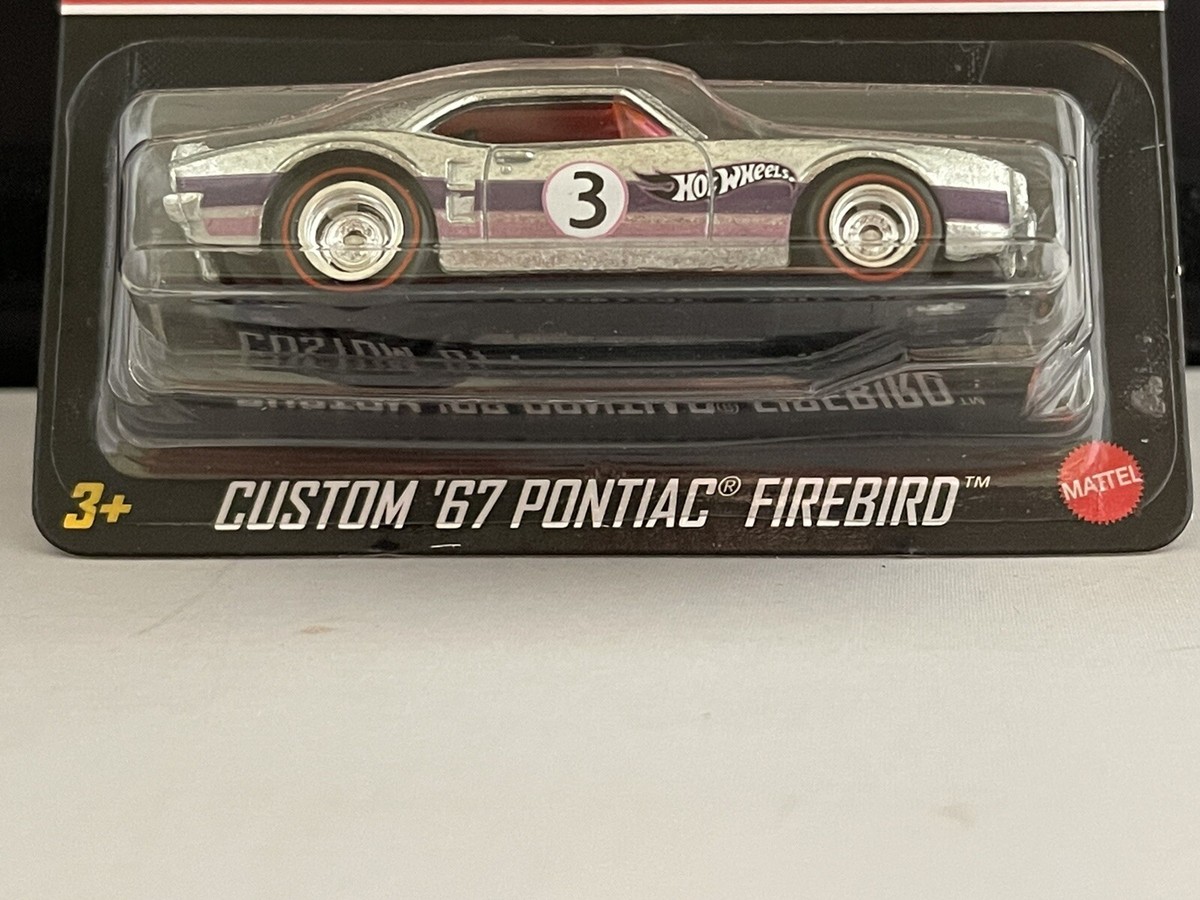 3
HOT WHEELS
3+
CUSTOM '67 PONTIAC® FIREBIRD™
MATTEL